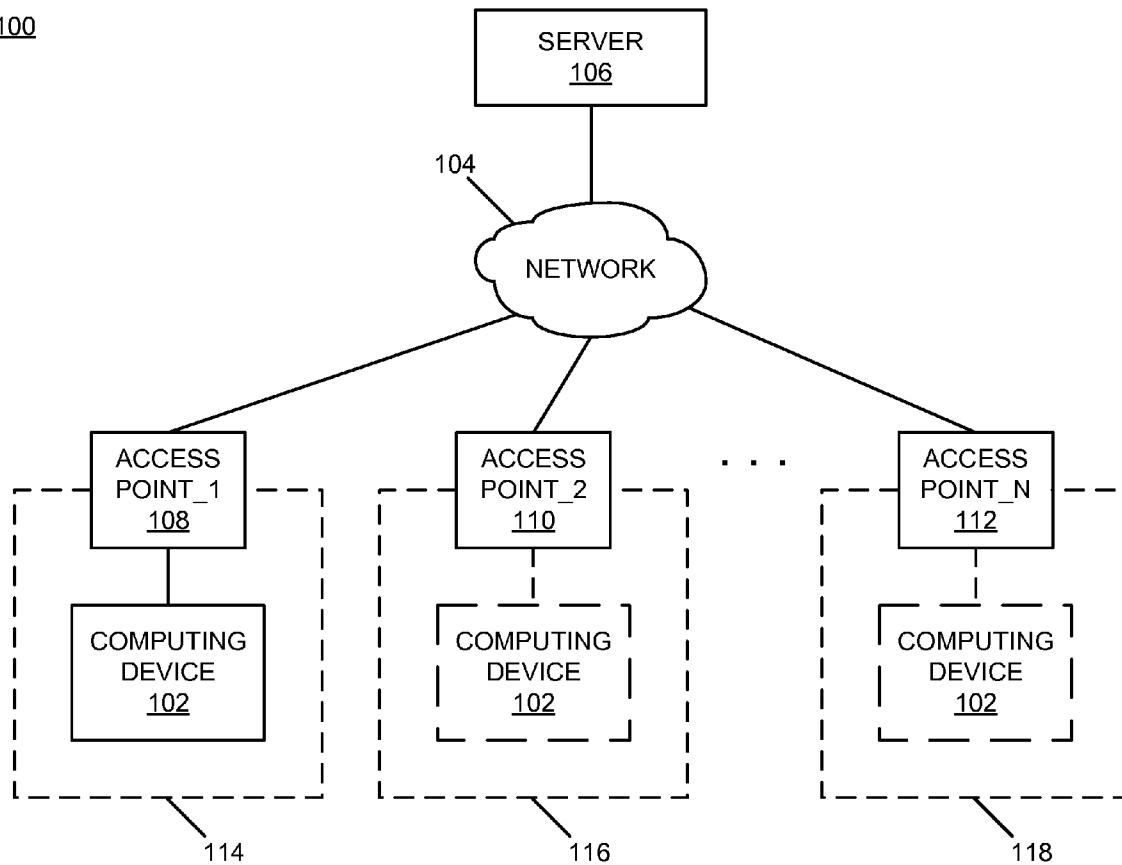 100
SERVER
106
104
NETWORK
ACCESS
POINT_1
108
ACCESS
POINT_2
110
. . .
ACCESS
POINT_N
112
COMPUTING
DEVICE
102
COMPUTING
DEVICE
102
COMPUTING
DEVICE
102
114
116
118